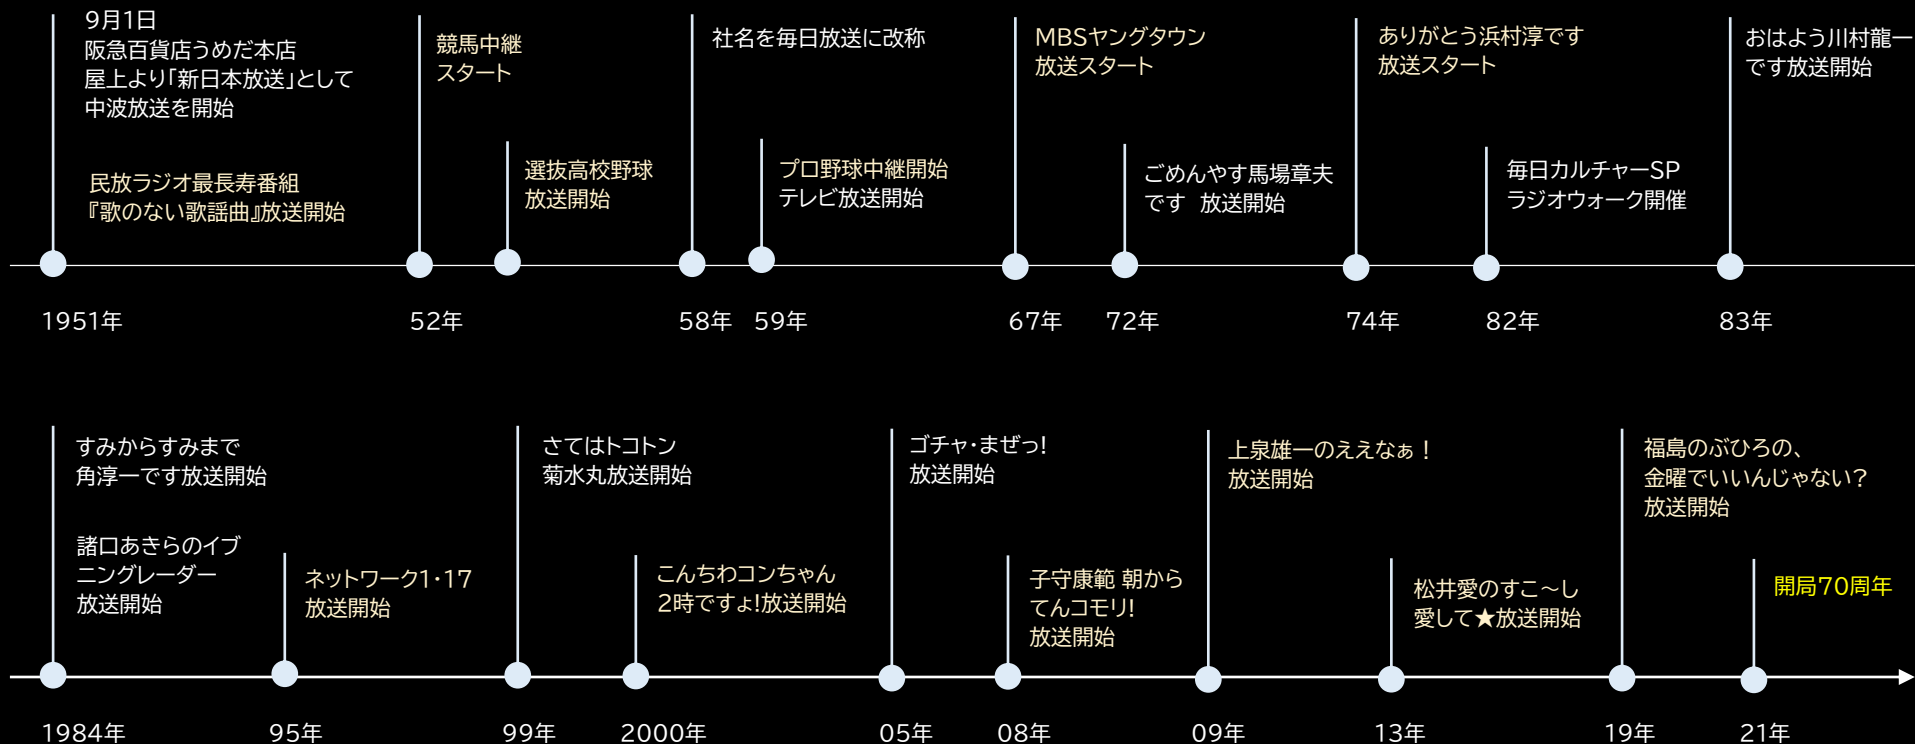 9月1日
阪急百貨店うめだ本店
屋上より「新日本放送」として
中波放送を開始
民放ラジオ最長寿番組
『歌のない歌謡曲』放送開始
競馬中継
スタート
選抜高校野球
放送開始
社名を毎日放送に改称
プロ野球中継開始
テレビ放送開始
MBSヤングタウン
放送スタート
ごめんやす馬場章夫
です 放送開始
ありがとう浜村淳です
放送スタート
毎日カルチャーSP
ラジオウォーク開催
おはよう川村龍一
です放送開始
1951年
52年
58年
59年
67年
72年
74年
82年
83年
すみからすみまで
角淳一です放送開始
諸口あきらのイブ
ニングレーダー
放送開始
ネットワーク1・17
放送開始
さてはトコトン
菊水丸放送開始
こんちわコンちゃん
2時ですょ!放送開始
ゴチャ・まぜっ!
放送開始
子守康範 朝から
てんコモリ!
放送開始
上泉雄一のええなぁ！
放送開始
松井愛のすこ～し
愛して★放送開始
福島のぶひろの、
金曜でいいんじゃない?
放送開始
開局70周年
1984年
95年
99年
2000年
05年
08年
09年
13年
19年
21年